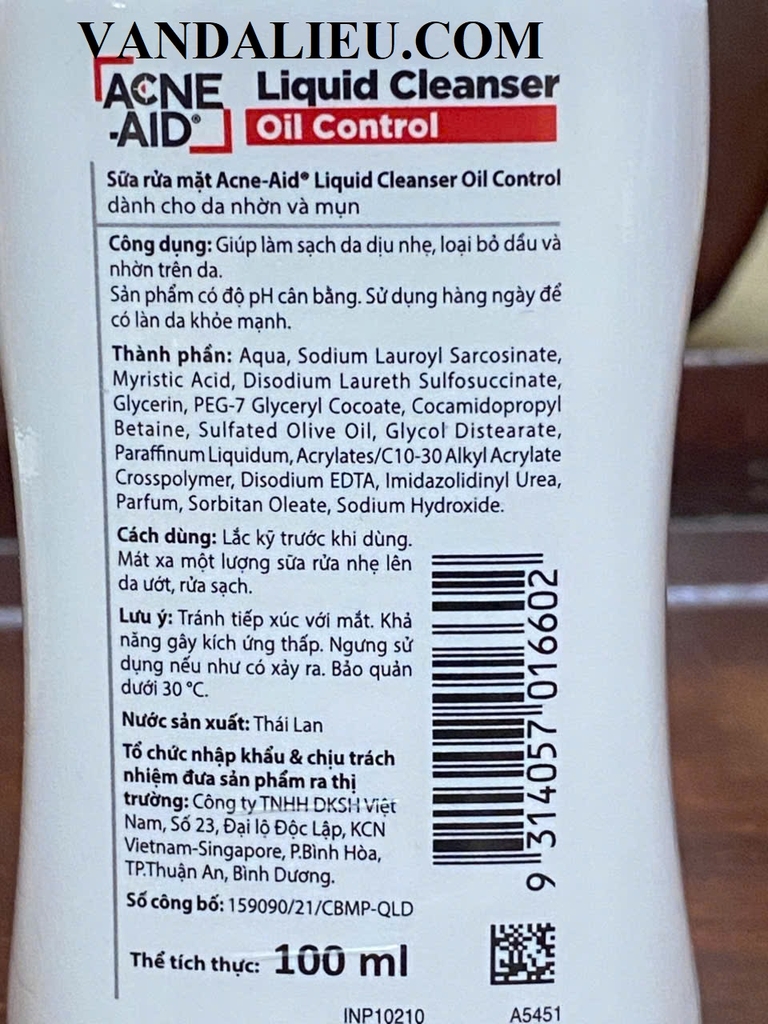 VANDALIEU.COM
ACNE
-AID®
Liquid Cleanser
Oil Control
Sữa rửa mặt Acne-Aid® Liquid Cleanser Oil Control
dành cho da nhờn và mụn
Công dụng: Giúp làm sạch da dịu nhẹ, loại bỏ dầu và
nhờn trên da.
Sản phẩm có độ pH cân bằng. Sử dụng hàng ngày để
có làn da khỏe mạnh.
Thành phần: Aqua, Sodium Lauroyl Sarcosinate,
Myristic Acid, Disodium Laureth Sulfosuccinate,
Glycerin, PEG-7 Glyceryl Cocoate, Cocamidopropyl
Betaine, Sulfated Olive Oil, Glycol Distearate,
Paraffinum Liquidum, Acrylates/C10-30 Alkyl Acrylate
Crosspolymer, Disodium EDTA, Imidazolidinyl Urea,
Parfum, Sorbitan Oleate, Sodium Hydroxide.
Cách dùng: Lắc kỹ trước khi dùng.
Mát xa một lượng sữa rửa nhẹ lên
da ướt, rửa sạch.
Lưu ý: Tránh tiếp xúc với mắt. Khả
năng gây kích ứng thấp. Ngưng sử
dụng nếu như có xảy ra. Bảo quản
dưới 30 °C.
Nước sản xuất: Thái Lan
Tổ chức nhập khẩu & chịu trách
nhiệm đưa sản phẩm ra thị
trường: Công ty TNHH DKSH Việt
Nam, Số 23, Đại lộ Độc Lập, KCN
Vietnam-Singapore, P.Bình Hòa,
TP.Thuận An, Bình Dương.
Số công bố: 159090/21/CBMP-QLD
Thể tích thực: 100 ml
9 314057 016602
INP10210 A5451